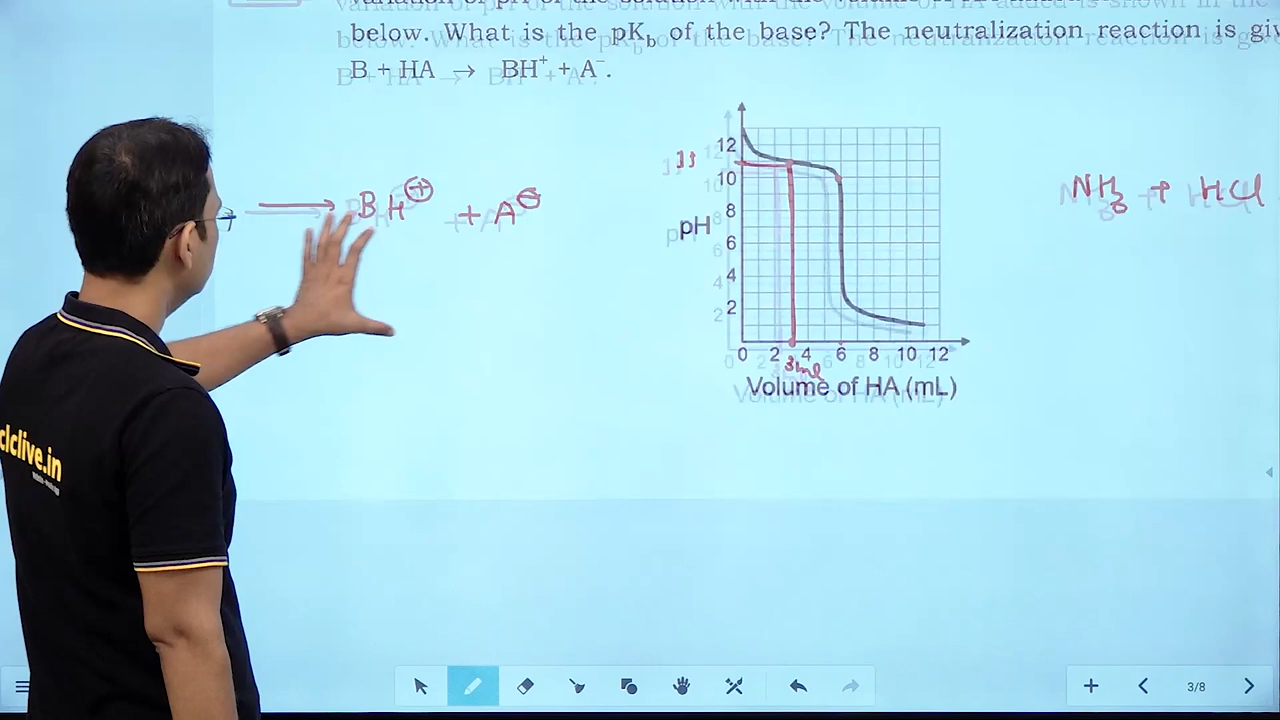 below. What is the pKb of the base? The neutralization reaction is giv
B + HA → BH+ + A-.
→ BH⊕ + A⊖
NH3 + HCl
11
12
10
8
6
4
2
pH
0 2 4 6 8 10 12
3ml
Volume of HA (mL)
clclive.in
3/8